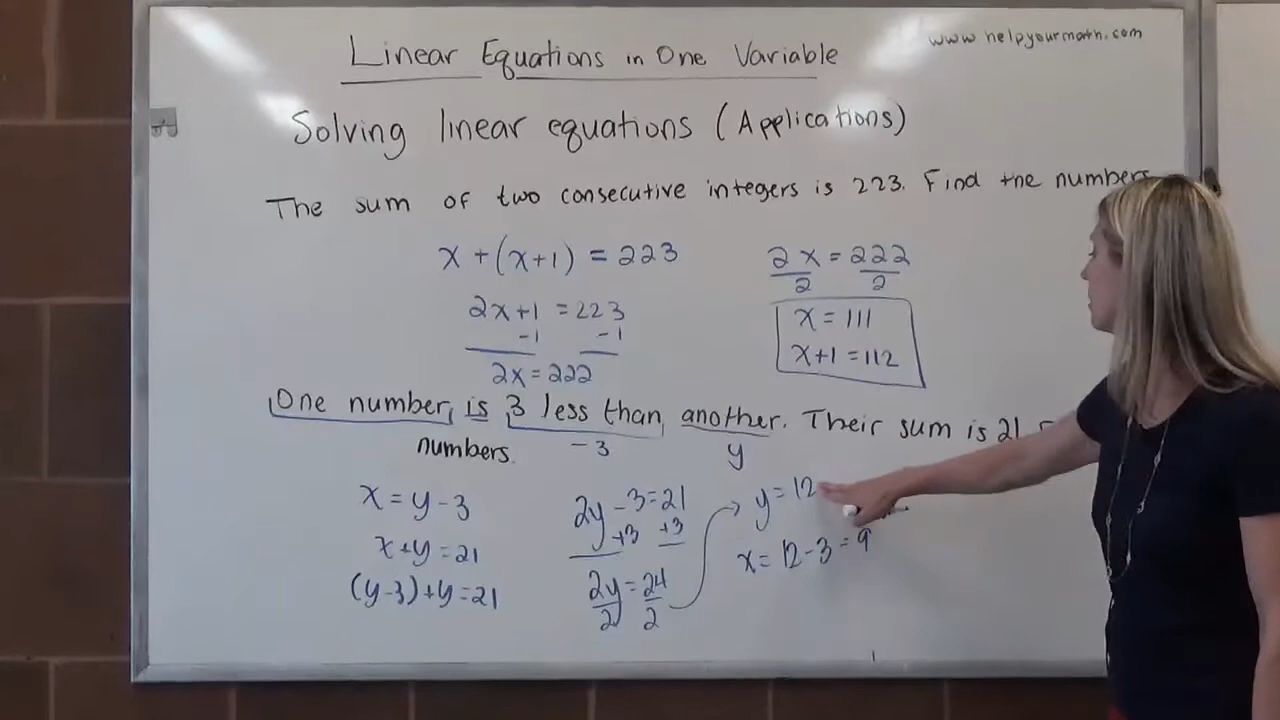 www.helpyourmath.com
Linear Equations in One Variable
Solving linear equations (Applications)
The sum of two consecutive integers is 223. Find the numbers
x + (x+1) = 223
2x+1 = 223
-1 -1
2x = 222
2x = 222
2 2
x = 111
x+1 = 112
One number is 3 less than another. Their sum is 21
numbers.
-3
y
x = y - 3
x+y = 21
(y-3)+y = 21
2y - 3 = 21
+3 +3
2y = 24
2 2
y = 12
x = 12 - 3 = 9